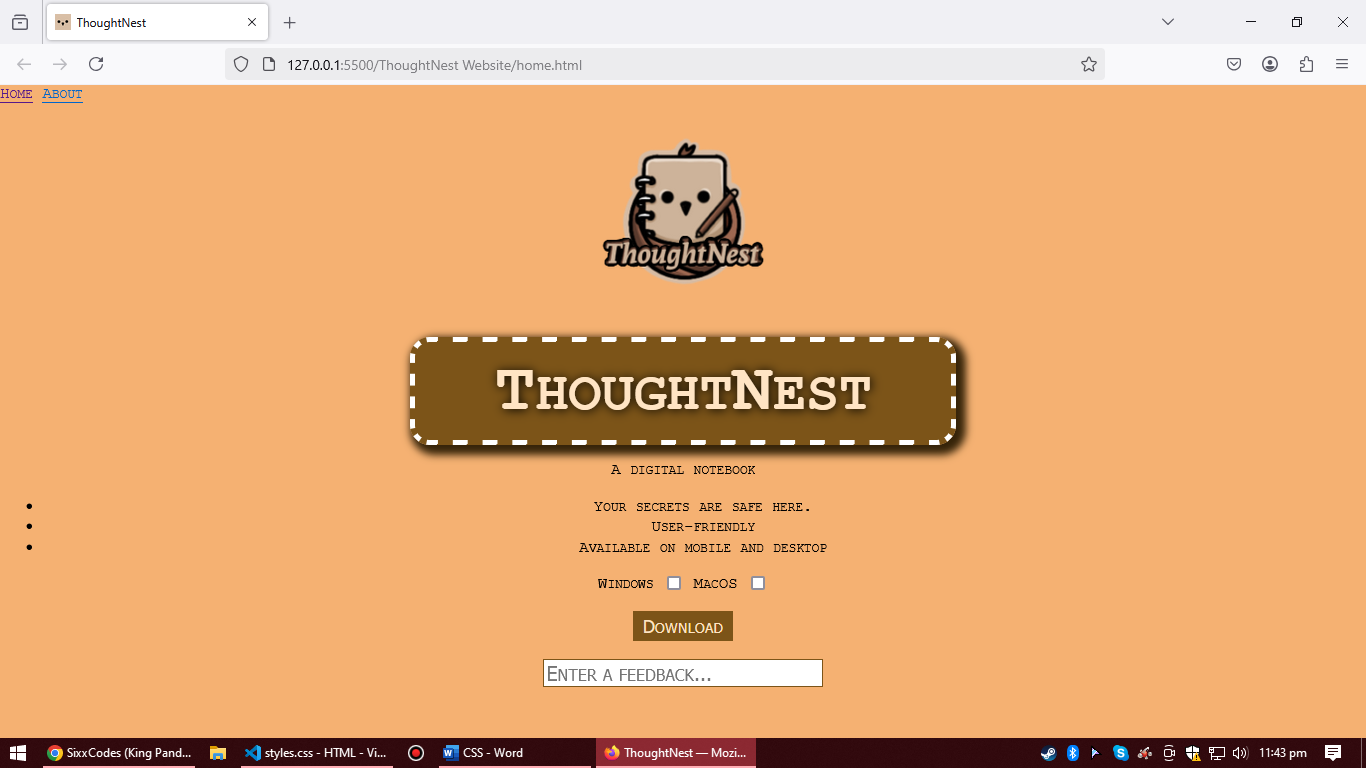 ThoughtNest
127.0.0.1:5500/ThoughtNest Website/home.html
Home About
ThoughtNest
ThoughtNest
A digital notebook
Your secrets are safe here.
User-friendly
Available on mobile and desktop
Windows MacOS
Download
Enter a feedback...
SixxCodes (King Pand... styles.css - HTML - Vi... CSS - Word ThoughtNest — Mozi... 11:43 pm